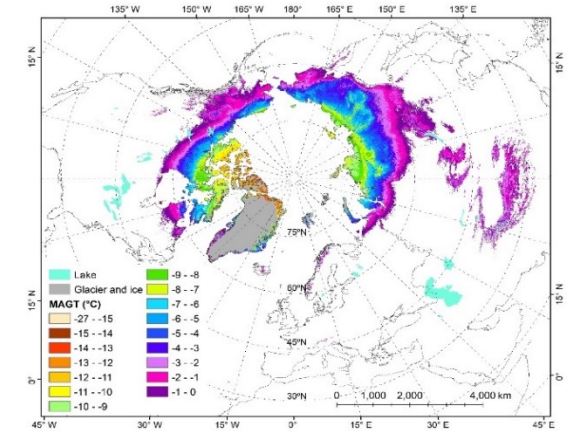 135° W 150° W 165° W 180° 165° E 150° E 135° E
15° N
15° N
75°N
60°N
45°N
30°N
15° N
15° N
0°
0°
Lake
Glacier and ice
MAGT (°C)
-27 - -15
-15 - -14
-14 - -13
-13 - -12
-12 - -11
-11 - -10
-10 - -9
-9 - -8
-8 - -7
-7 - -6
-6 - -5
-5 - -4
-4 - -3
-3 - -2
-2 - -1
-1 - 0
0 1,000 2,000 4,000 km
45° W 30° W 15° W 0° 15° E 30° E 45° E